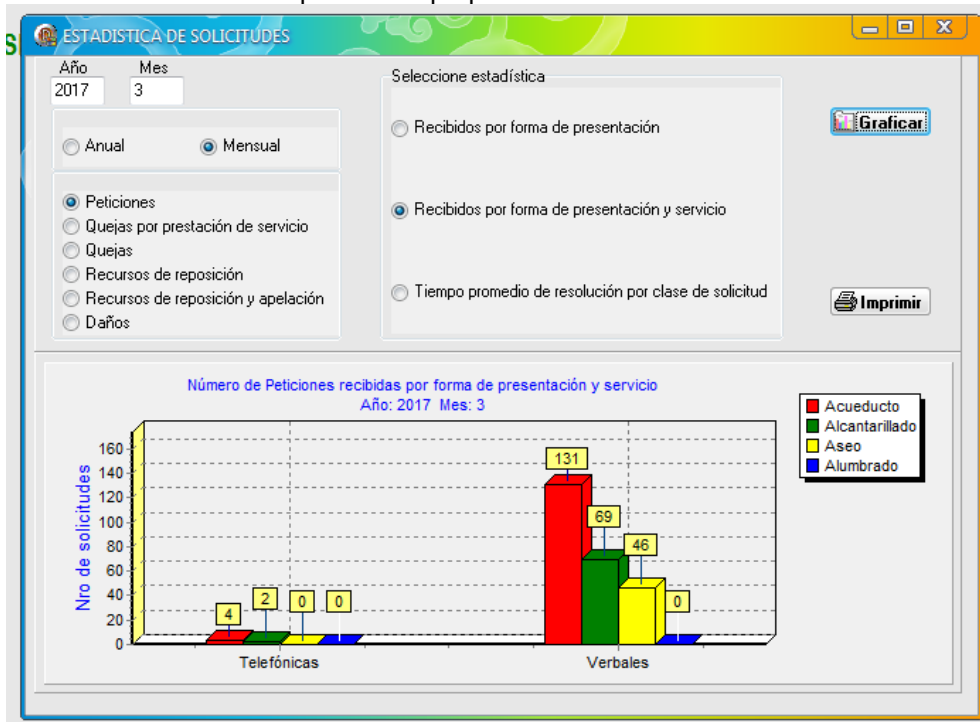 ESTADISTICA DE SOLICITUDES
Año Mes
2017 3
Anual Mensual
Peticiones
Quejas por prestación de servicio
Quejas
Recursos de reposición
Recursos de reposición y apelación
Daños
Seleccione estadística
Recibidos por forma de presentación
Recibidos por forma de presentación y servicio
Tiempo promedio de resolución por clase de solicitud
Graficar
Imprimir
Número de Peticiones recibidas por forma de presentación y servicio
Año: 2017 Mes: 3
Nro de solicitudes
160
140
120
100
80
60
40
20
0
4 2 0 0
131 69 46 0
Telefónicas Verbales
Acueducto
Alcantarillado
Aseo
Alumbrado